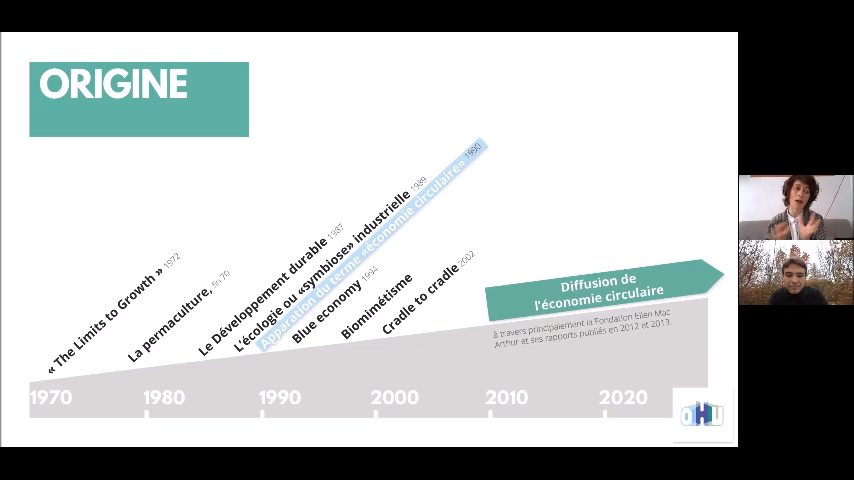 ORIGINE
« The Limits to Growth » 1972
La permaculture, fin 70
Le Développement durable 1987
L'écologie ou «symbiose» industrielle 1989
Apparation du terme «économie circulaire» 1990
Blue economy 1994
Biomimétisme
Cradle to cradle 2002
Diffusion de
l'économie circulaire
à travers principalement la Fondation Ellen Mac
Arthur et ses rapports publiés en 2012 et 2013.
1970 1980 1990 2000 2010 2020
OHU